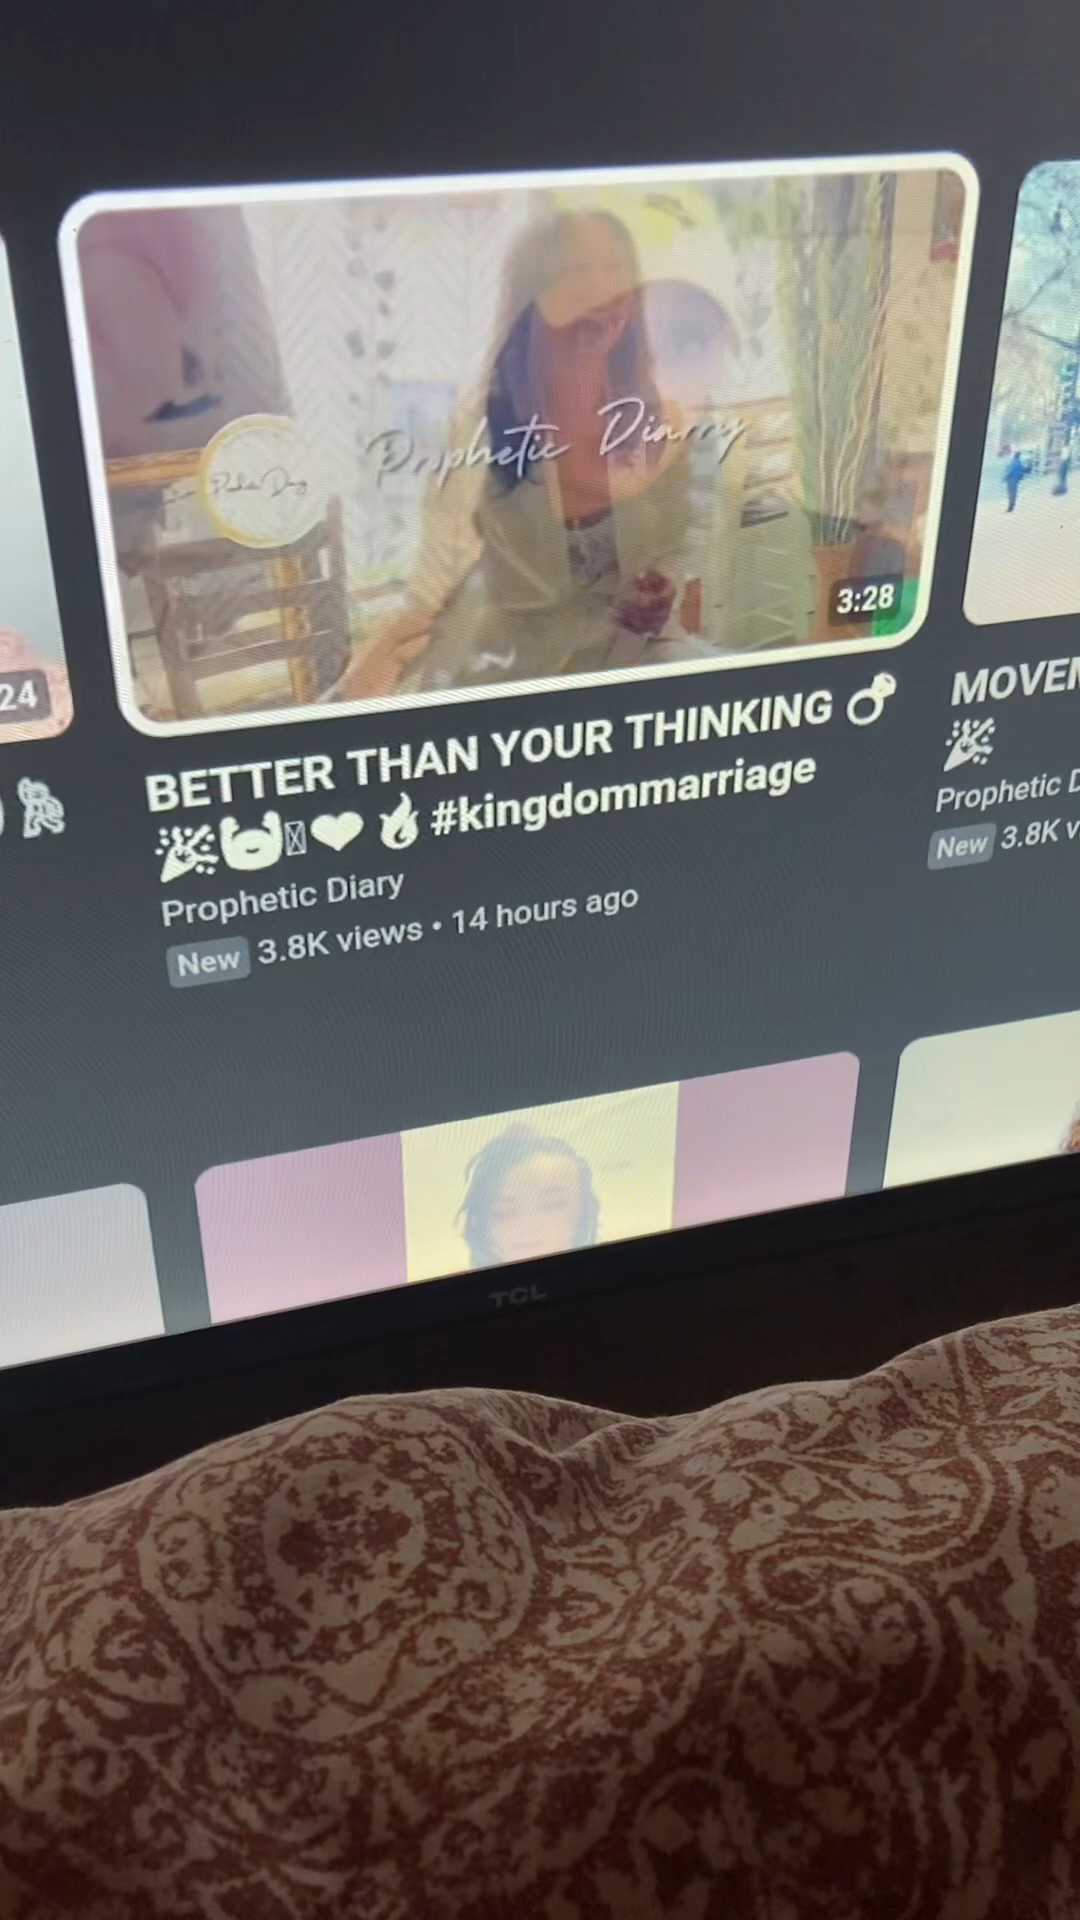 Prophetic Diary
3:28
24
BETTER THAN YOUR THINKING 💍
🎉 ❤️ 🔥 #kingdommarriage
Prophetic Diary
New 3.8K views • 14 hours ago
🎉
Prophetic
New 3.8K
TCL